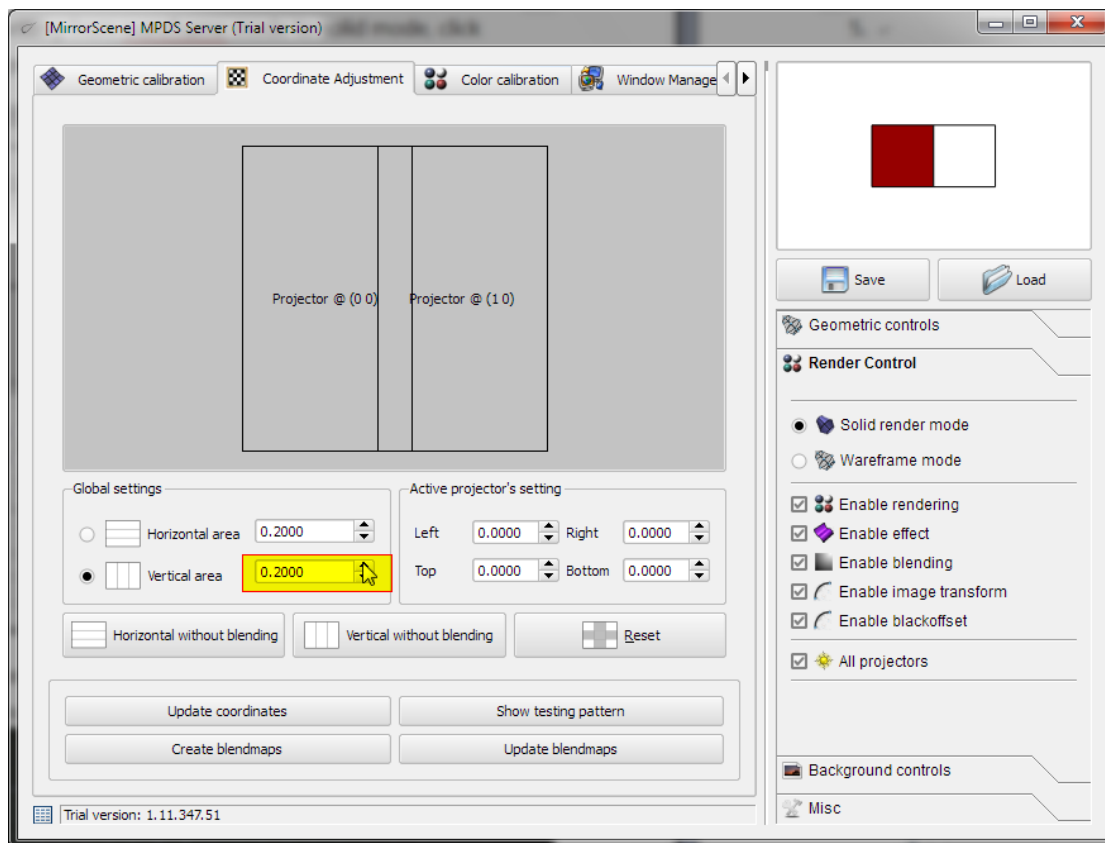 [MirrorScene] MPDS Server (Trial version)
Geometric calibration
Coordinate Adjustment
Color calibration
Window Manage
Projector @ (0 0)
Projector @ (1 0)
Save
Load
Geometric controls
Render Control
Solid render mode
Wareframe mode
Enable rendering
Enable effect
Enable blending
Enable image transform
Enable blackoffset
All projectors
Background controls
Misc
Global settings
Horizontal area 0.2000
Vertical area 0.2000
Active projector's setting
Left 0.0000 Right 0.0000
Top 0.0000 Bottom 0.0000
Horizontal without blending
Vertical without blending
Reset
Update coordinates
Show testing pattern
Create blendmaps
Update blendmaps
Trial version: 1.11.347.51